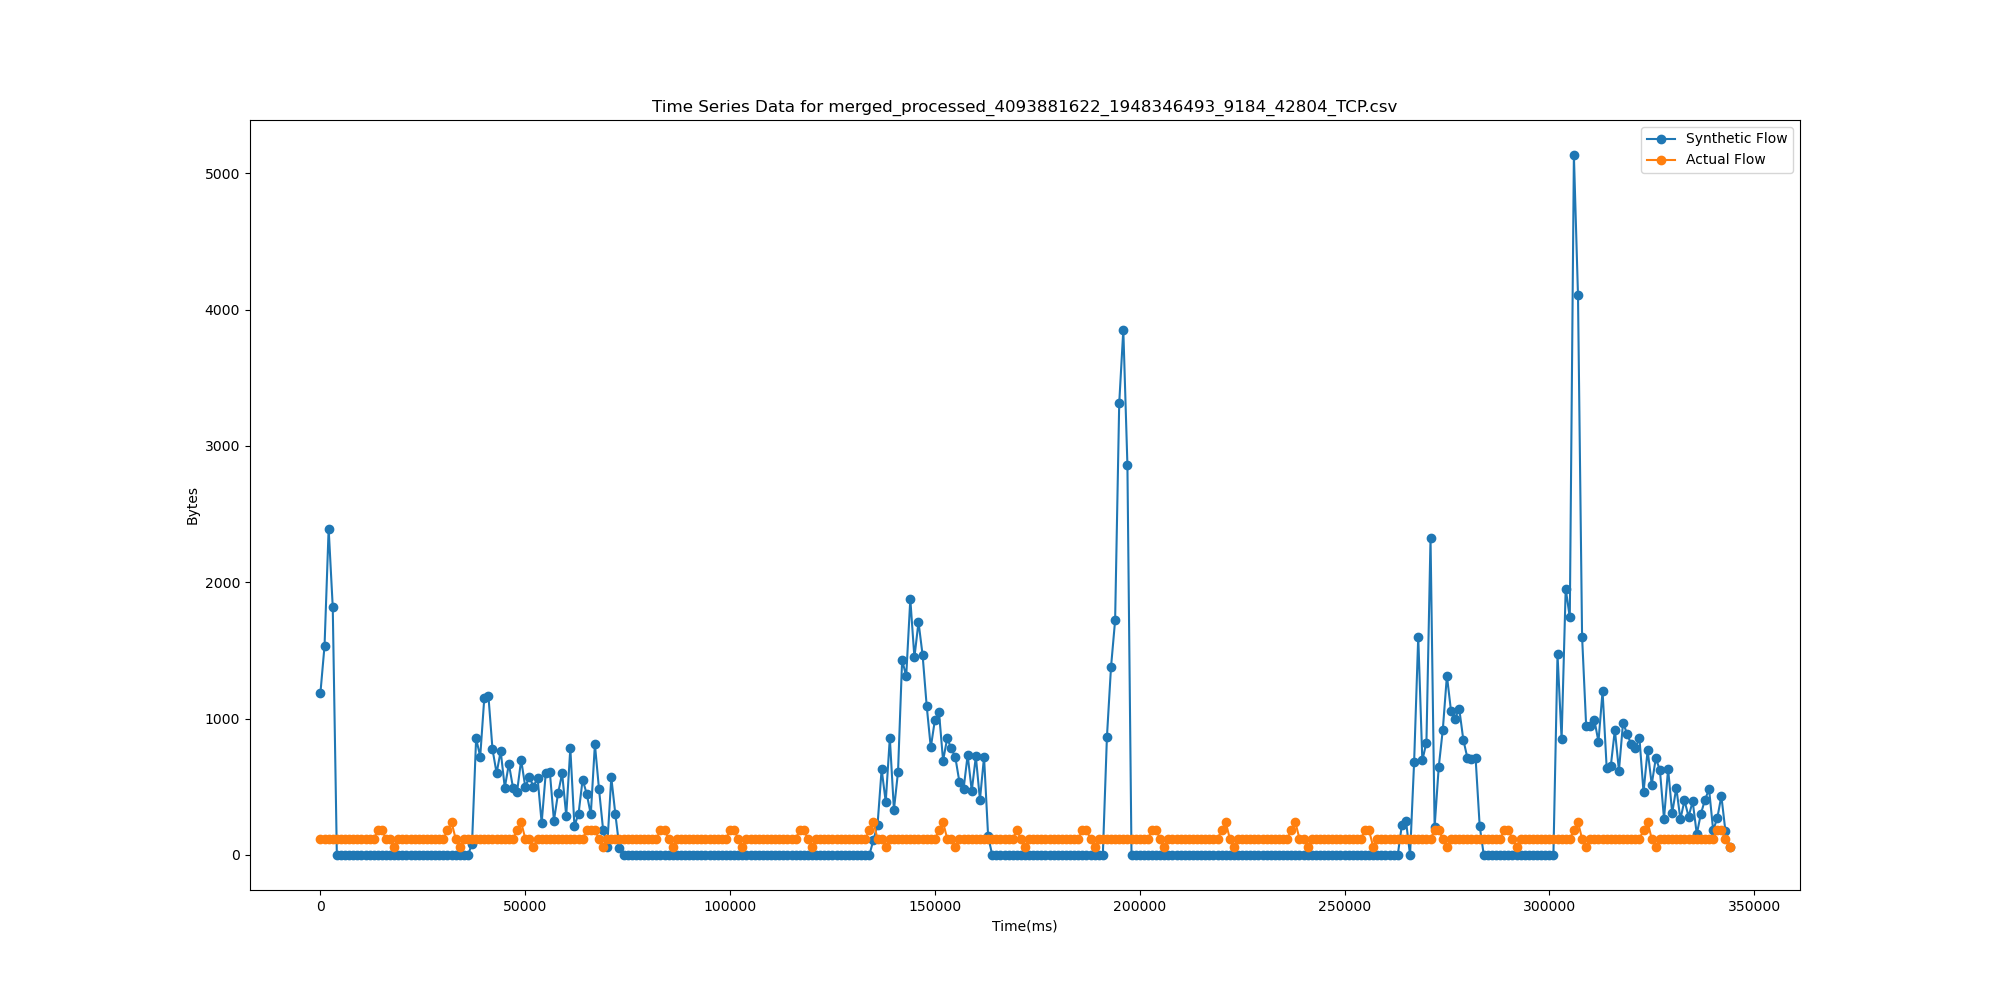 Time Series Data for merged_processed_4093881622_1948346493_9184_42804_TCP.csv
Synthetic Flow
Actual Flow
Bytes
5000
4000
3000
2000
1000
0
0 50000 100000 150000 200000 250000 300000 350000
Time(ms)